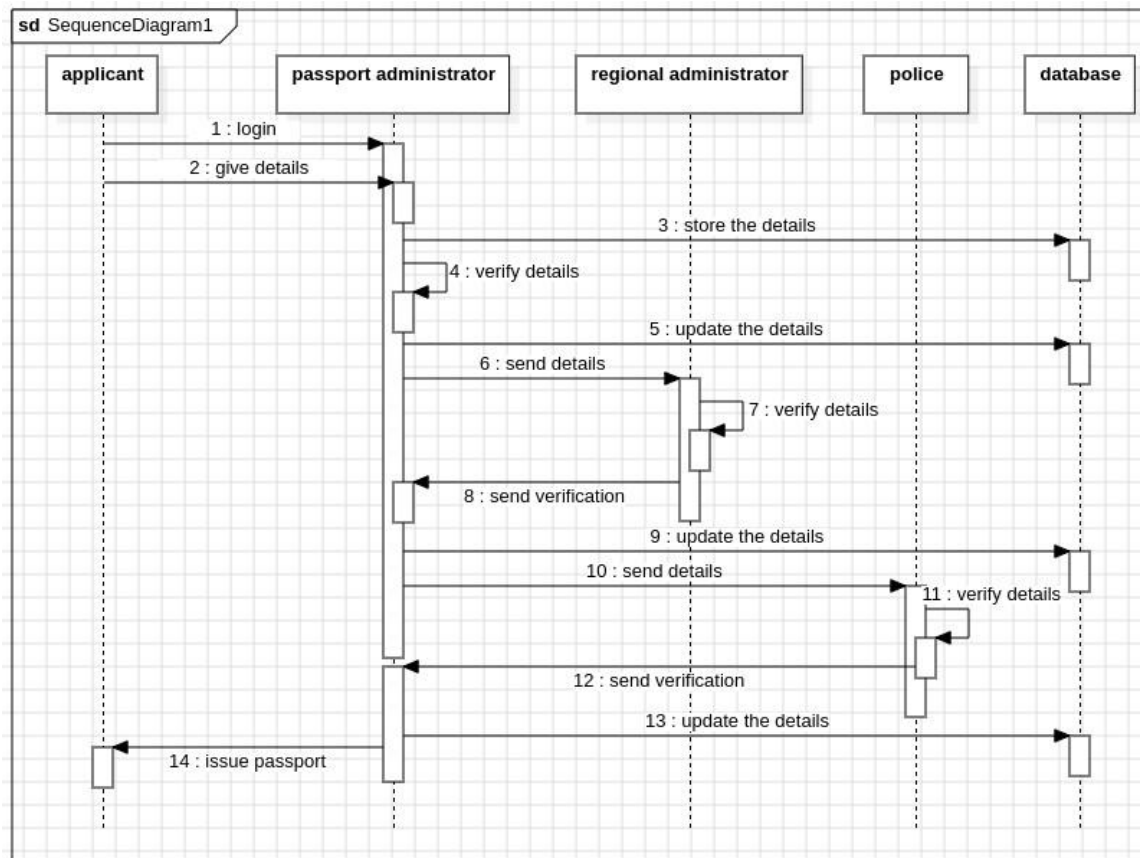 sd SequenceDiagram1
applicant
passport administrator
regional administrator
police
database
1 : login
2 : give details
3 : store the details
4 : verify details
5 : update the details
6 : send details
7 : verify details
8 : send verification
9 : update the details
10 : send details
11 : verify details
12 : send verification
13 : update the details
14 : issue passport